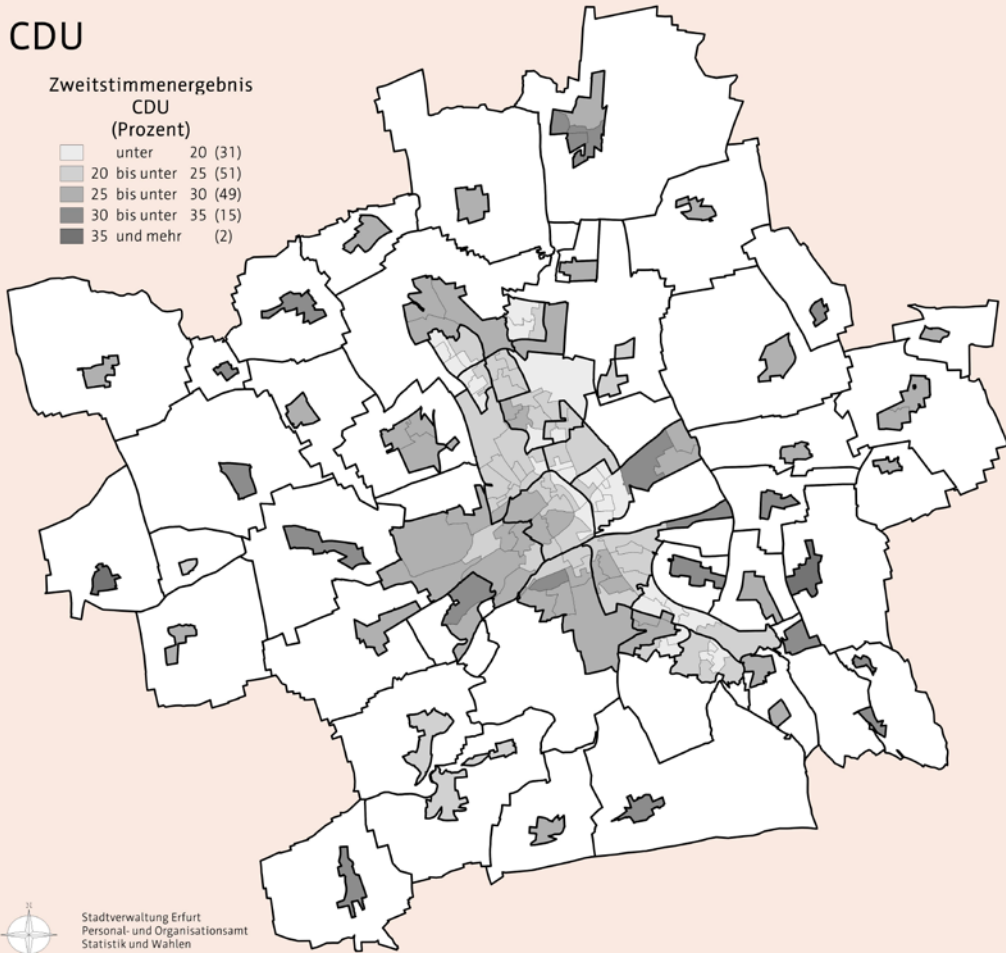 CDU
Zweitstimmenergebnis
CDU
(Prozent)
unter 20 (31)
20 bis unter 25 (51)
25 bis unter 30 (49)
30 bis unter 35 (15)
35 und mehr (2)
N
Stadtverwaltung Erfurt
Personal- und Organisationsamt
Statistik und Wahlen